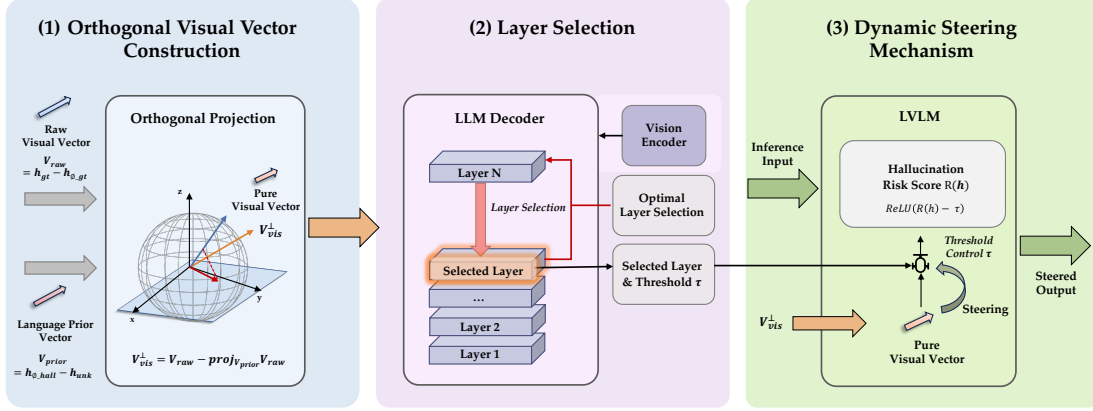 (1) Orthogonal Visual Vector
Construction
Raw
Visual Vector
V_raw
= h_gt − h_∅_gt
Language Prior
Vector
V_prior
= h_∅_hall − h_unk
Orthogonal Projection
z
Pure
Visual Vector
V⊥vis
y
x
V⊥vis = V_raw − proj_V_prior V_raw
(2) Layer Selection
LLM Decoder
Layer N
Layer Selection
Selected Layer
...
Layer 2
Layer 1
Vision
Encoder
Optimal
Layer Selection
Selected Layer
& Threshold τ
(3) Dynamic Steering
Mechanism
Inference
Input
V⊥vis
LVLM
Hallucination
Risk Score R(h)
ReLU(R(h) − τ)
Threshold
Control τ
Steering
Pure
Visual Vector
Steered
Output